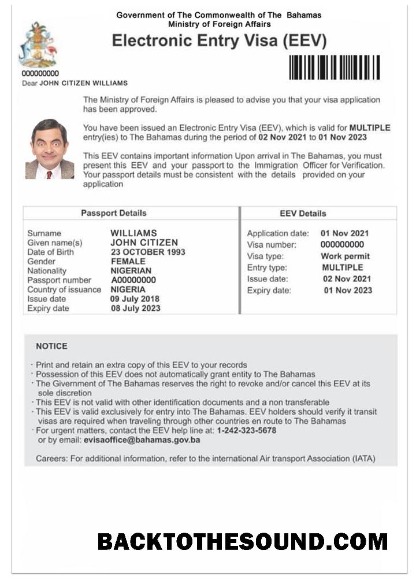 Government of The Commonwealth of The Bahamas
Ministry of Foreign Affairs
Electronic Entry Visa (EEV)
000000000
Dear JOHN CITIZEN WILLIAMS
The Ministry of Foreign Affairs is pleased to advise you that your visa application
has been approved.
You have been issued an Electronic Entry Visa (EEV), which is valid for MULTIPLE
entry(ies) to The Bahamas during the period of 02 Nov 2021 to 01 Nov 2023
This EEV contains important information Upon arrival in The Bahamas, you must
present this EEV and your passport to the Immigration Officer for Verification.
Your passport details must be consistent with the details provided on your
application
Passport Details
Surname WILLIAMS
Given name(s) JOHN CITIZEN
Date of Birth 23 OCTOBER 1993
Gender FEMALE
Nationality NIGERIAN
Passport number A00000000
Country of issuance NIGERIA
Issue date 09 July 2018
Expiry date 08 July 2023
EEV Details
Application date: 01 Nov 2021
Visa number: 000000000
Visa type: Work permit
Entry type: MULTIPLE
Issue date: 02 Nov 2021
Expiry date: 01 Nov 2023
NOTICE
· Print and retain an extra copy of this EEV to your records
· Possession of this EEV does not automatically grant entity to The Bahamas
· The Givernment of The Bahamas reserves the right to revoke and/or cancel this EEV at its
sole discretion
· This EEV is not valid with other identification documents and a non transferable
· This EEV is valid exclusively for entry into The Bahamas. EEV holders should verify it transit
visas are required when traveling through other countries en route to The Bahamas
· For urgent matters, contact the EEV help line at: 1-242-323-5678
or by email: evisaoffice@bahamas.gov.ba
Careers: For additional information, refer to the international Air transport Association (IATA)
BACKTOTHESOUND.COM